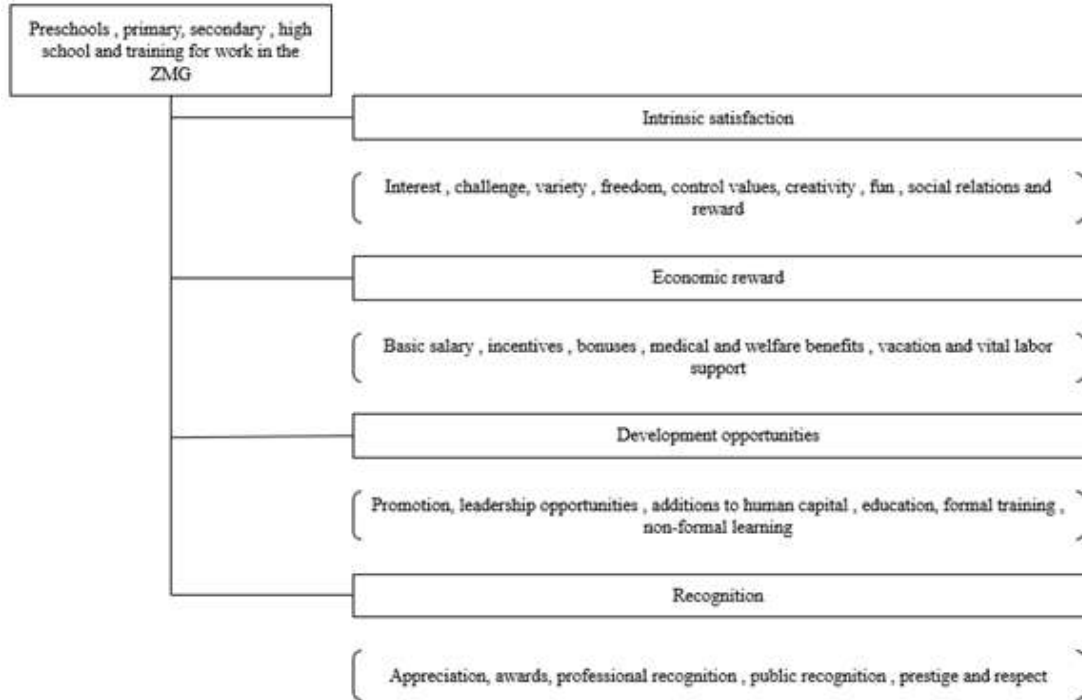 Preschools , primary, secondary , high
school and training for work in the
ZMG
Intrinsic satisfaction
Interest , challenge, variety , freedom, control values, creativity , fun , social relations and
reward
Economic reward
Basic salary , incentives , bonuses , medical and welfare benefits , vacation and vital labor
support
Development opportunities
Promotion, leadership opportunities , additions to human capital , education, formal training ,
non-formal learning
Recognition
Appreciation, awards, professional recognition , public recognition , prestige and respect